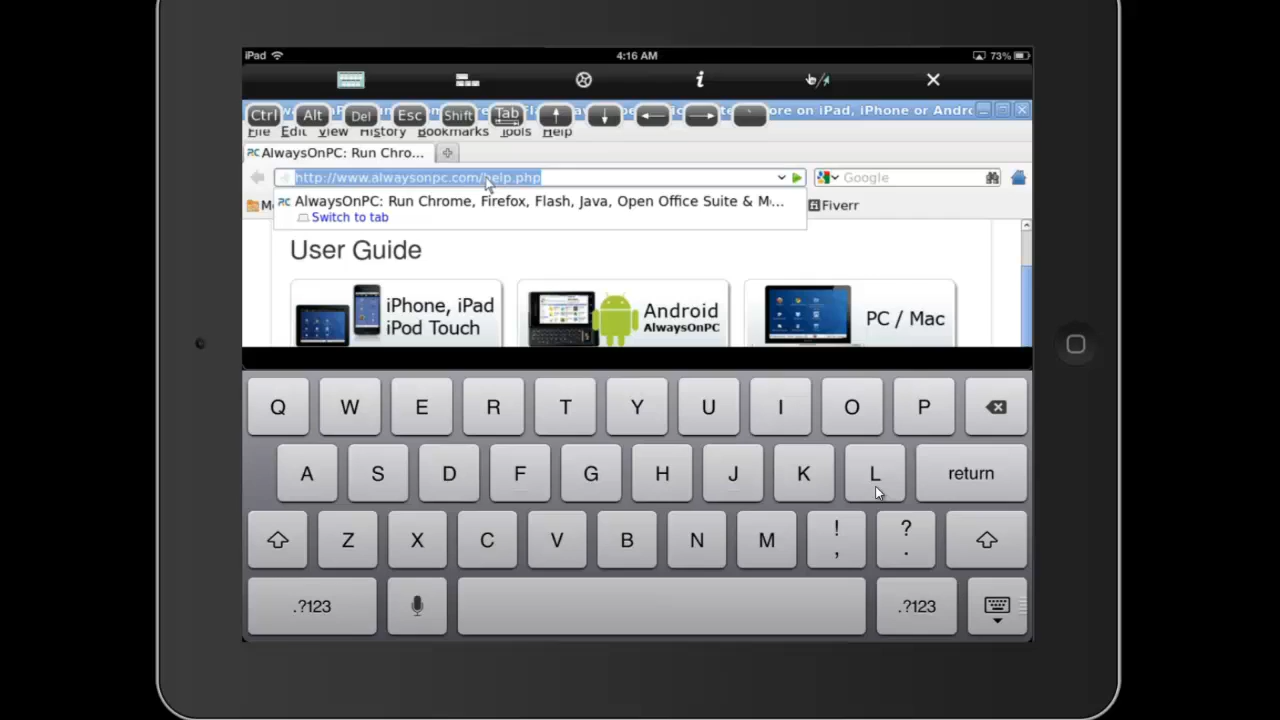 iPad 4:16 AM 73%
i
Ctrl Alt Del Esc Shift Tab ↑ ↓ ← → `
ore on iPad, iPhone or Andro
File Edit View History Bookmarks Tools Help
AlwaysOnPC: Run Chro...
http://www.alwaysonpc.com/help.php Google
AlwaysOnPC: Run Chrome, Firefox, Flash, Java, Open Office Suite & M...
Switch to tab
Fiverr
User Guide
iPhone, iPad
iPod Touch
Android
AlwaysOnPC
PC / Mac
Q W E R T Y U I O P
A S D F G H J K L return
Z X C V B N M ! , ? .
.?123 .?123